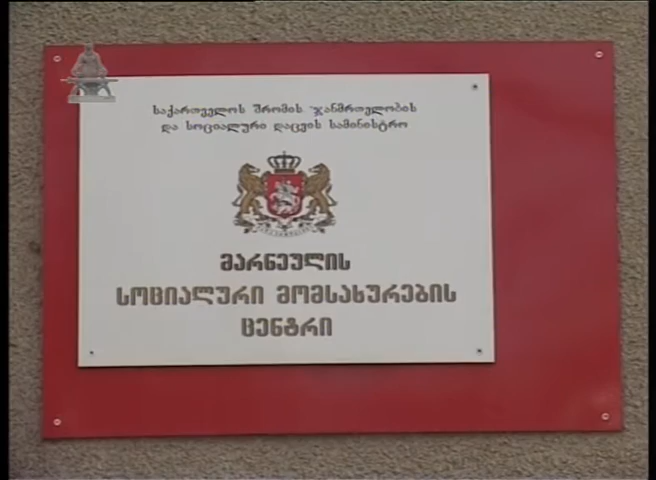 საქართველოს შრომის ჯანმრთელობის
და სოციალური დაცვის სამინისტრო
მარნეულის
სოციალური მომსახურების
ცენტრი